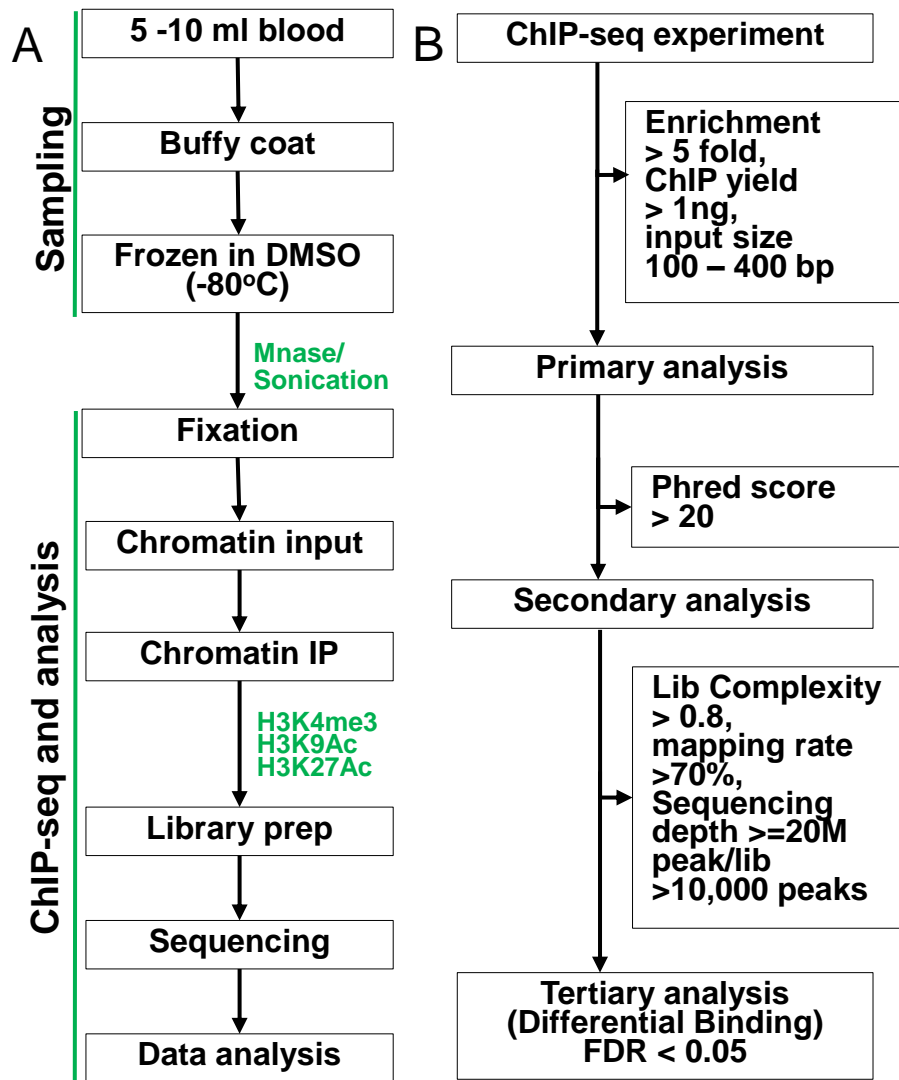 A
5 -10 ml blood
Buffy coat
Frozen in DMSO
(-80ºC)
Sampling
Mnase/
Sonication
Fixation
Chromatin input
Chromatin IP
H3K4me3
H3K9Ac
H3K27Ac
Library prep
Sequencing
Data analysis
ChIP-seq and analysis
B
ChIP-seq experiment
Enrichment
> 5 fold,
ChIP yield
> 1ng,
input size
100 – 400 bp
Primary analysis
Phred score
> 20
Secondary analysis
Lib Complexity
> 0.8,
mapping rate
>70%,
Sequencing
depth >=20M
peak/lib
>10,000 peaks
Tertiary analysis
(Differential Binding)
FDR < 0.05